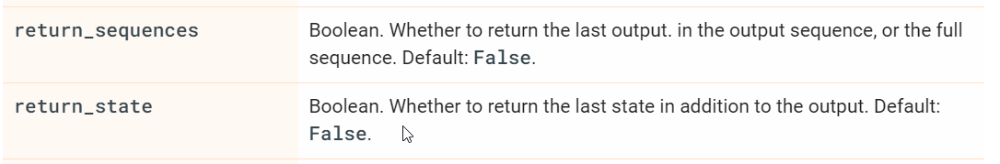 return_sequences
Boolean. Whether to return the last output. in the output sequence, or the full
sequence. Default: False.
return_state
Boolean. Whether to return the last state in addition to the output. Default:
False.